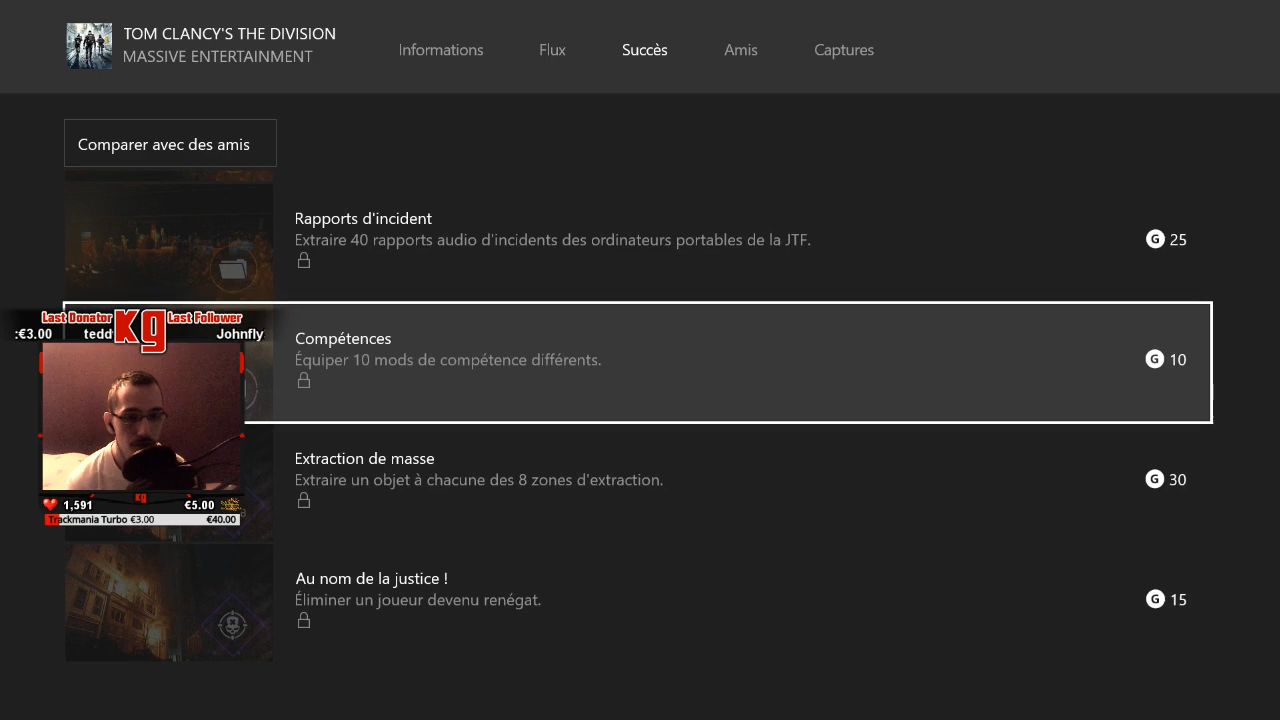 TOM CLANCY'S THE DIVISION
MASSIVE ENTERTAINMENT
Informations
Flux
Succès
Amis
Captures
Comparer avec des amis
Rapports d'incident
Extraire 40 rapports audio d'incidents des ordinateurs portables de la JTF.
G 25
Last Donator
Kg
Last Follower
:€3.00
tedd
Johnfly
Compétences
Équiper 10 mods de compétence différents.
G 10
Extraction de masse
Extraire un objet à chacune des 8 zones d'extraction.
G 30
Kg
1,591
€5.00
Trackmania Turbo €3.00
€40.00
Au nom de la justice !
Éliminer un joueur devenu renégat.
G 15